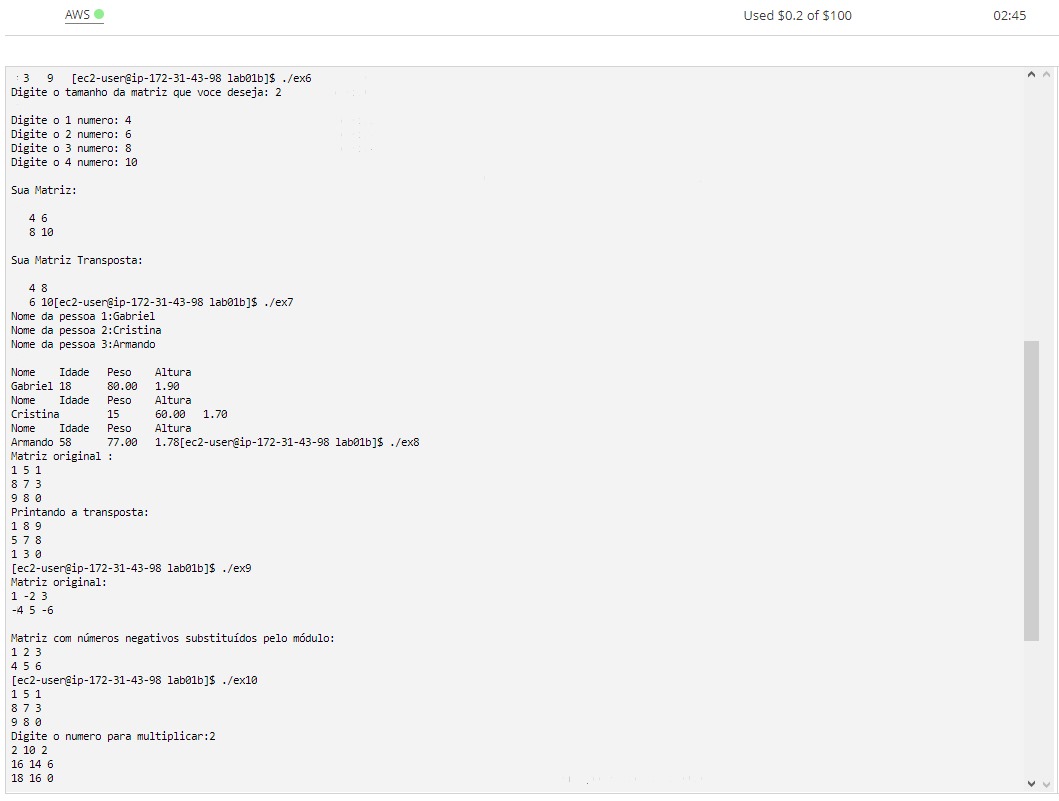 AWS Used $0.2 of $100 02:45
3 9 [ec2-user@ip-172-31-43-98 lab01b]$ ./ex6
Digite o tamanho da matriz que voce deseja: 2
Digite o 1 numero: 4
Digite o 2 numero: 6
Digite o 3 numero: 8
Digite o 4 numero: 10
Sua Matriz:
4 6
8 10
Sua Matriz Transposta:
4 8
6 10[ec2-user@ip-172-31-43-98 lab01b]$ ./ex7
Nome da pessoa 1:Gabriel
Nome da pessoa 2:Cristina
Nome da pessoa 3:Armando
Nome Idade Peso Altura
Gabriel 18 80.00 1.90
Nome Idade Peso Altura
Cristina 15 60.00 1.70
Nome Idade Peso Altura
Armando 58 77.00 1.78[ec2-user@ip-172-31-43-98 lab01b]$ ./ex8
Matriz original :
1 5 1
8 7 3
9 8 0
Printando a transposta:
1 8 9
5 7 8
1 3 0
[ec2-user@ip-172-31-43-98 lab01b]$ ./ex9
Matriz original:
1 -2 3
-4 5 -6
Matriz com números negativos substituídos pelo módulo:
1 2 3
4 5 6
[ec2-user@ip-172-31-43-98 lab01b]$ ./ex10
1 5 1
8 7 3
9 8 0
Digite o numero para multiplicar:2
2 10 2
16 14 6
18 16 0